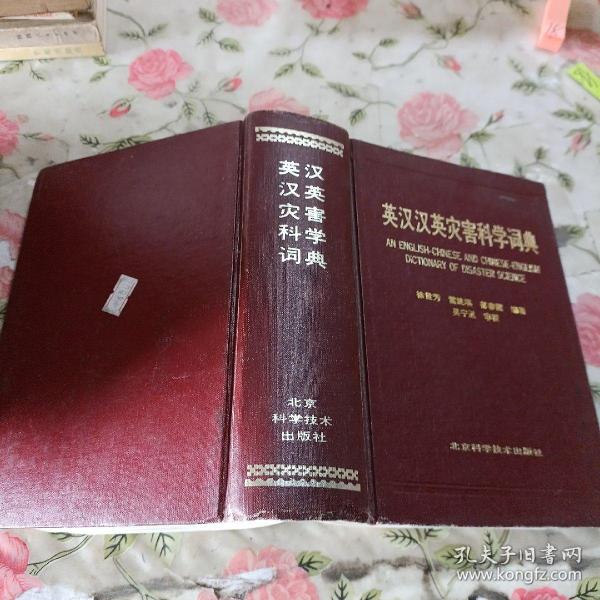 英汉
汉英
灾害
科学
词典
北京
科学技术
出版社
英汉汉英灾害科学词典
AN ENGLISH-CHINESE AND CHINESE-ENGLISH
DICTIONARY OF DISASTER SCIENCE
编著
北京科学技术出版社
孔夫子旧书网
www.kongfz.com